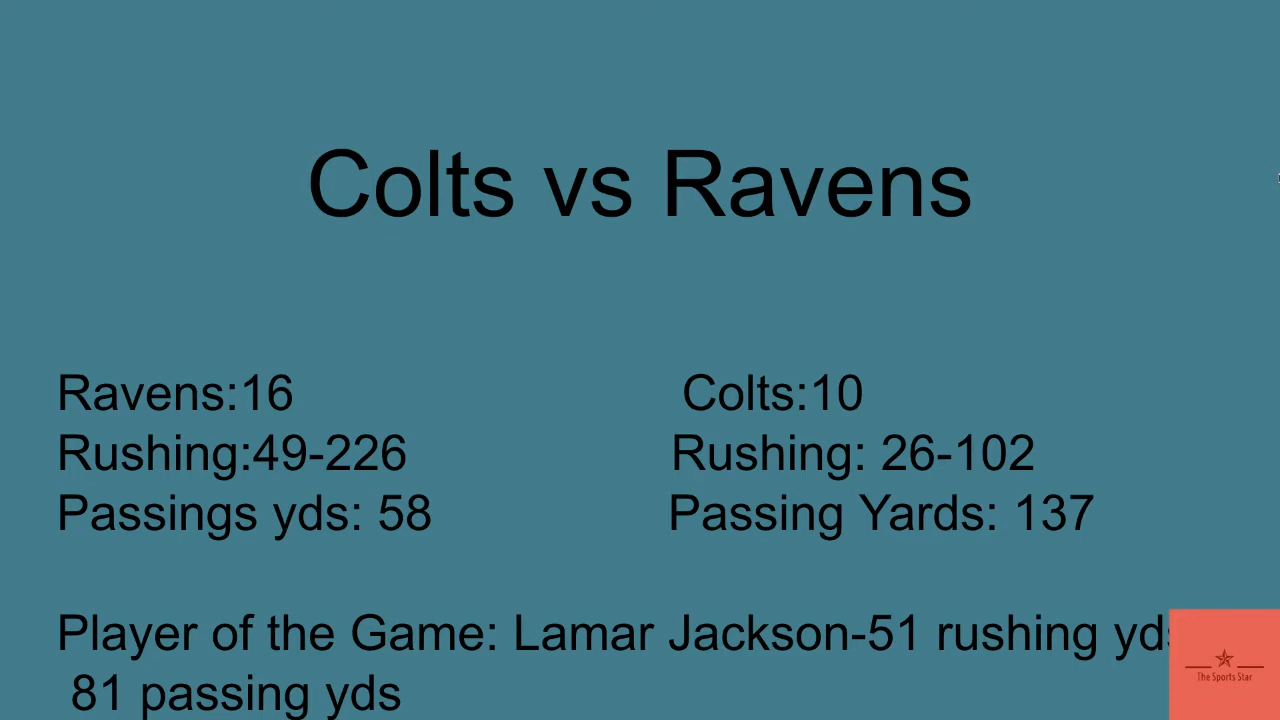 Colts vs Ravens
Ravens:16 Colts:10
Rushing:49-226 Rushing: 26-102
Passings yds: 58 Passing Yards: 137
Player of the Game: Lamar Jackson-51 rushing yds
81 passing yds
The Sports Star